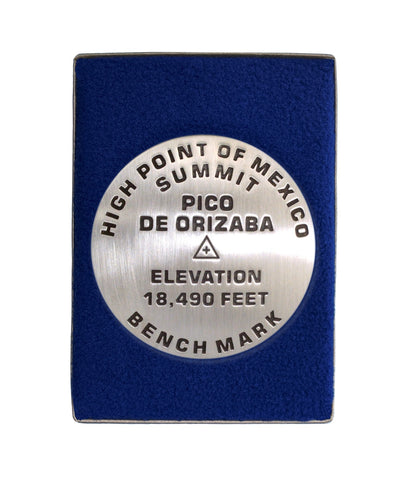 HIGH POINT OF MEXICO
SUMMIT
PICO
DE ORIZABA
ELEVATION
18,490 FEET
BENCH MARK